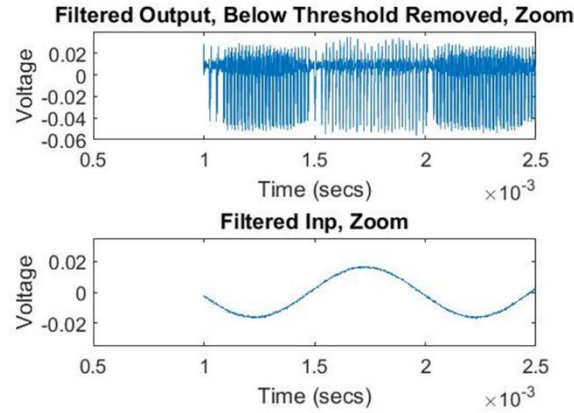 Filtered Output, Below Threshold Removed, Zoom
Voltage
0.02
0
-0.02
-0.04
-0.06
0.5 1 1.5 2 2.5
Time (secs)
×10-3
Filtered Inp, Zoom
Voltage
0.02
0
-0.02
0.5 1 1.5 2 2.5
Time (secs)
×10-3